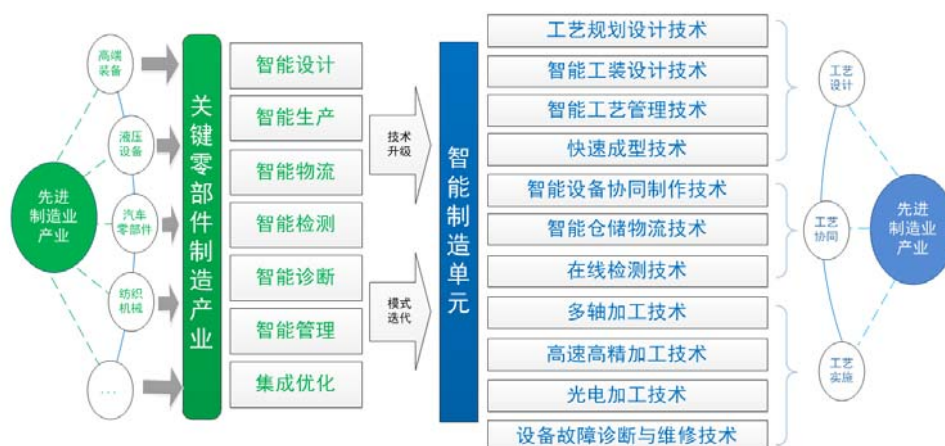 先进
制造业
产业
高端
装备
液压
设备
汽车
零部件
纺织
机械
...
关键零部件制造产业
智能设计
智能生产
智能物流
智能检测
智能诊断
智能管理
集成优化
技术
升级
模式
迭代
智能制造单元
工艺规划设计技术
智能工装设计技术
智能工艺管理技术
快速成型技术
智能设备协同制作技术
智能仓储物流技术
在线检测技术
多轴加工技术
高速高精加工技术
光电加工技术
设备故障诊断与维修技术
工艺
设计
工艺
协同
工艺
实施
先进
制造业
产业